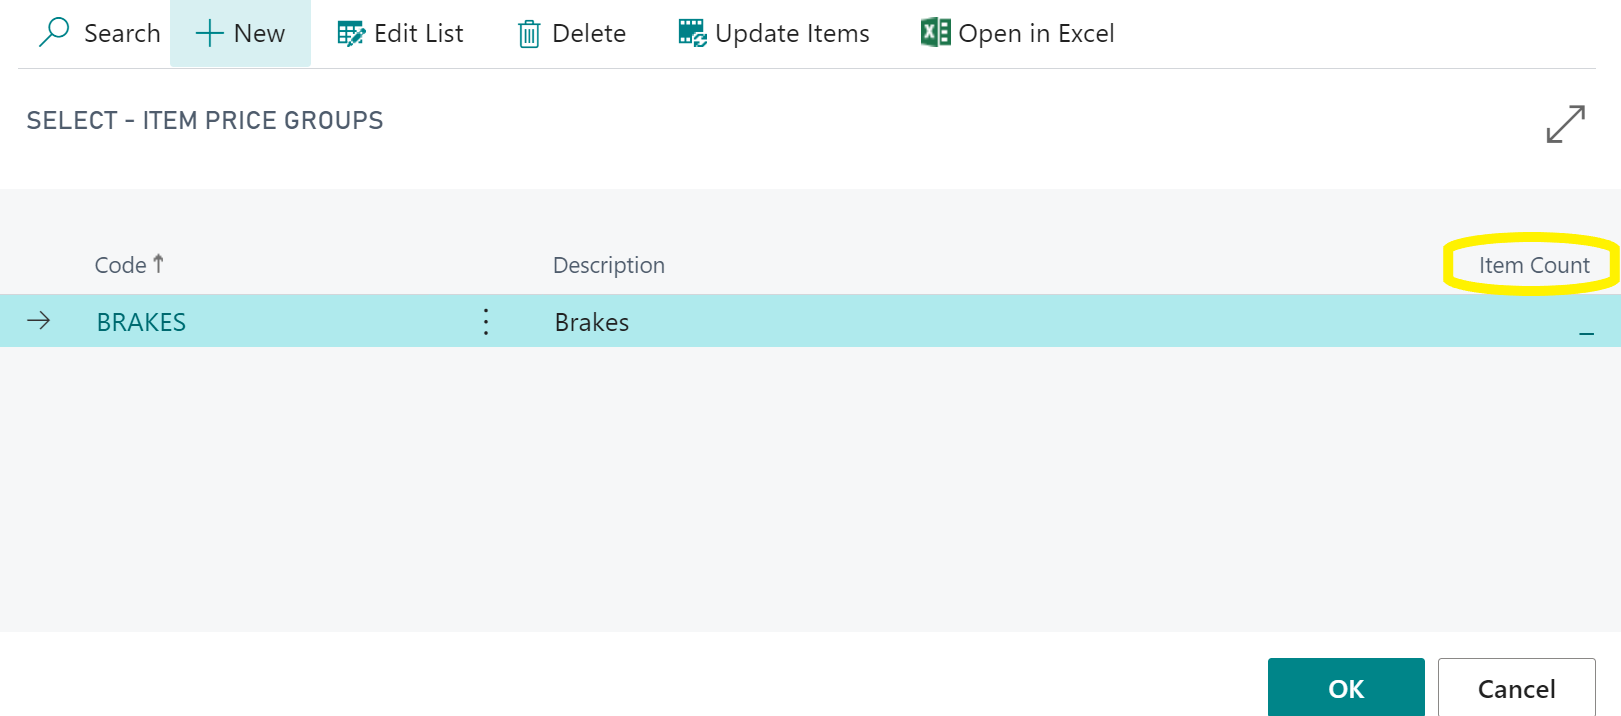 Search New Edit List Delete Update Items Open in Excel
SELECT - ITEM PRICE GROUPS
Code Description Item Count
BRAKES Brakes _
OK Cancel